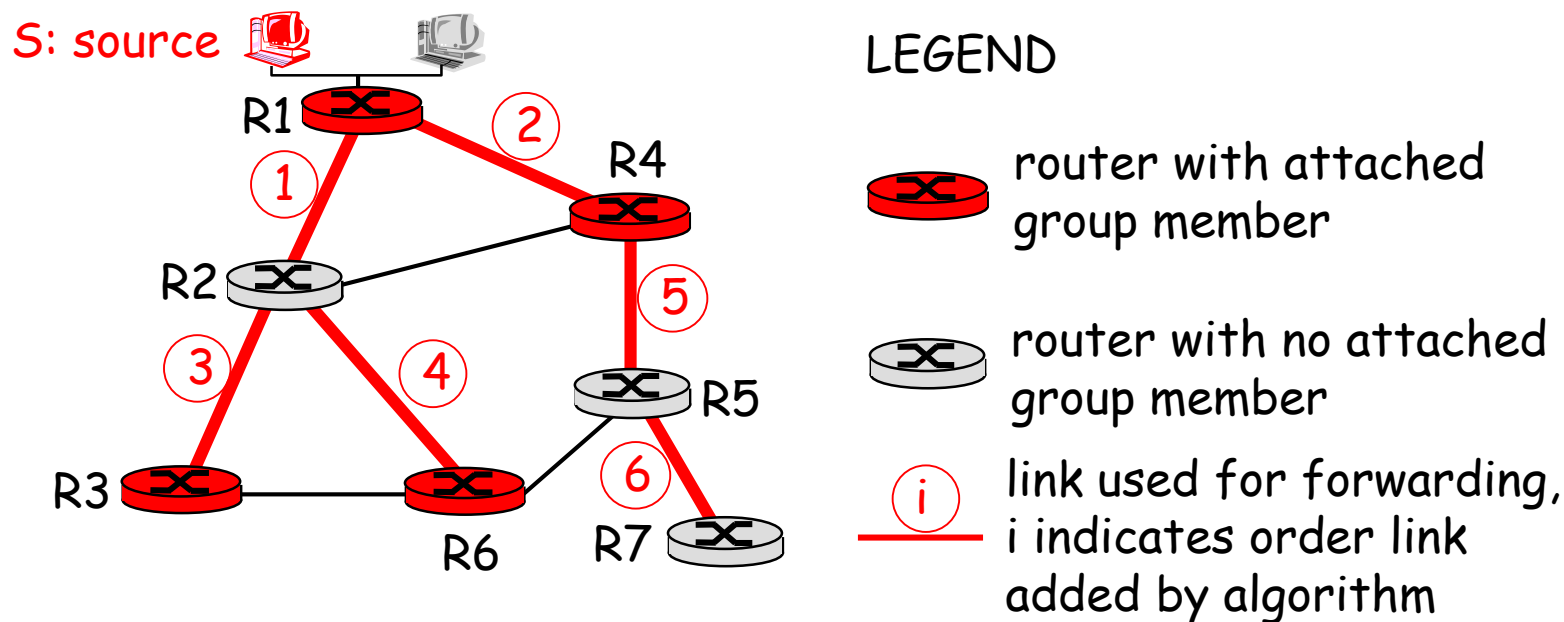 S: source
LEGEND
R1
2
R4
router with attached
group member
1
R2
5
router with no attached
group member
3
4
R5
R3
6
link used for forwarding,
i
i indicates order link
R6
R7
added by algorithm